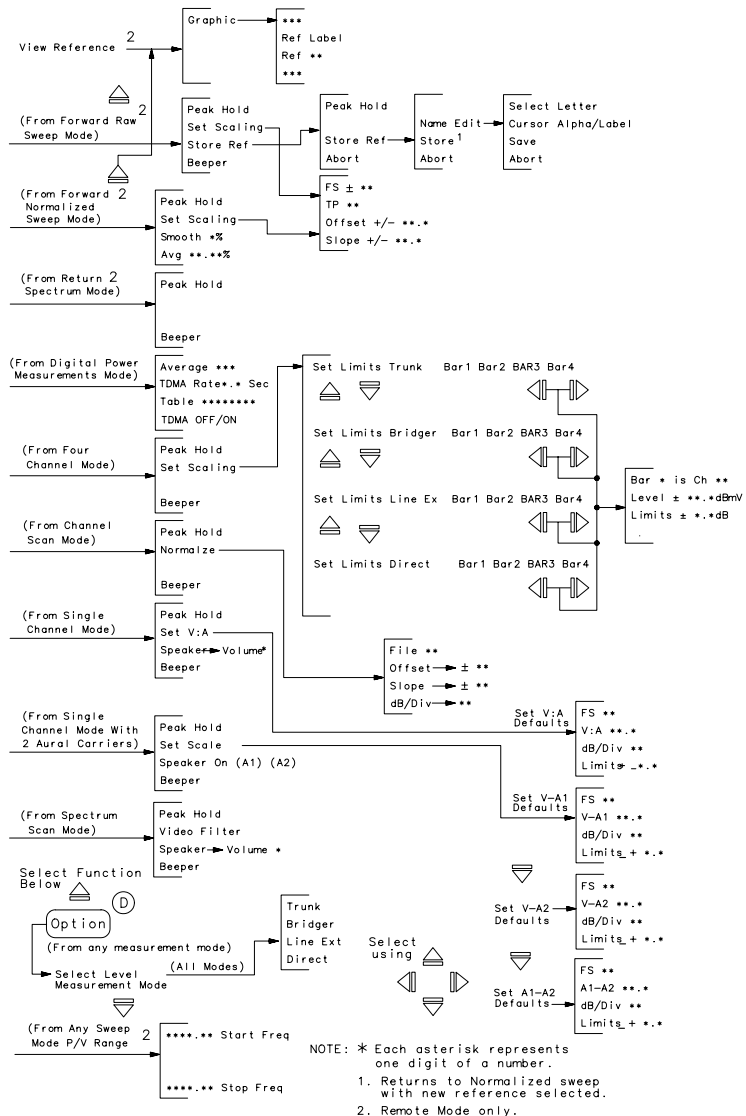 View Reference 2
Graphic
***
Ref Label
Ref **
***
(From Forward Raw
Sweep Mode)
2
Peak Hold
Set Scaling
Store Ref
Beeper
Peak Hold
Store Ref
Abort
Name Edit
Store 1
Abort
Select Letter
Cursor Alpha/Label
Save
Abort
(From Forward 2
Normalized
Sweep Mode)
Peak Hold
Set Scaling
Smooth *%
Avg **.**%
FS ± **
TP **
Offset +/- **.*
Slope +/- **.*
(From Return 2
Spectrum Mode)
Peak Hold
Beeper
(From Digital Power
Measurements Mode)
Average ***
TDMA Rate*.* Sec
Table ********
TDMA OFF/ON
(From Four
Channel Mode)
Peak Hold
Set Scaling
Beeper
Set Limits Trunk Bar1 Bar2 BAR3 Bar4
Set Limits Bridger Bar1 Bar2 BAR3 Bar4
Set Limits Line Ex Bar1 Bar2 BAR3 Bar4
Set Limits Direct Bar1 Bar2 BAR3 Bar4
Bar * is Ch **
Level ± **.*dBmV
Limits ± *.*dB
(From Channel
Scan Mode)
Peak Hold
Normalze
Beeper
File **
Offset ± **
Slope ± **
dB/Div **
(From Single
Channel Mode)
Peak Hold
Set V:A
Speaker Volume*
Beeper
Set V:A
Defaults
FS **
V:A **.*
dB/Div **
Limits+ _*.*
(From Single
Channel Mode With
2 Aural Carriers)
Peak Hold
Set Scale
Speaker On (A1) (A2)
Beeper
Set V-A1
Defaults
FS **
V-A1 **.*
dB/Div **
Limits_+ *.*
(From Spectrum
Scan Mode)
Peak Hold
Video Filter
Speaker Volume *
Beeper
Set V-A2
Defaults
FS **
V-A2 **.*
dB/Div **
Limits_+ *.*
Select Function
Below
D
Option
(From any measurement mode)
Select Level
Measurement Mode
(All Modes)
Trunk
Bridger
Line Ext
Direct
Select
using
Set A1-A2
Defaults
FS **
A1-A2 **.*
dB/Div **
Limits_+ *.*
(From Any Sweep
Mode P/V Range
2
****.** Start Freq
****.** Stop Freq
NOTE: * Each asterisk represents
one digit of a number.
1. Returns to Normalized sweep
with new reference selected.
2. Remote Mode only.